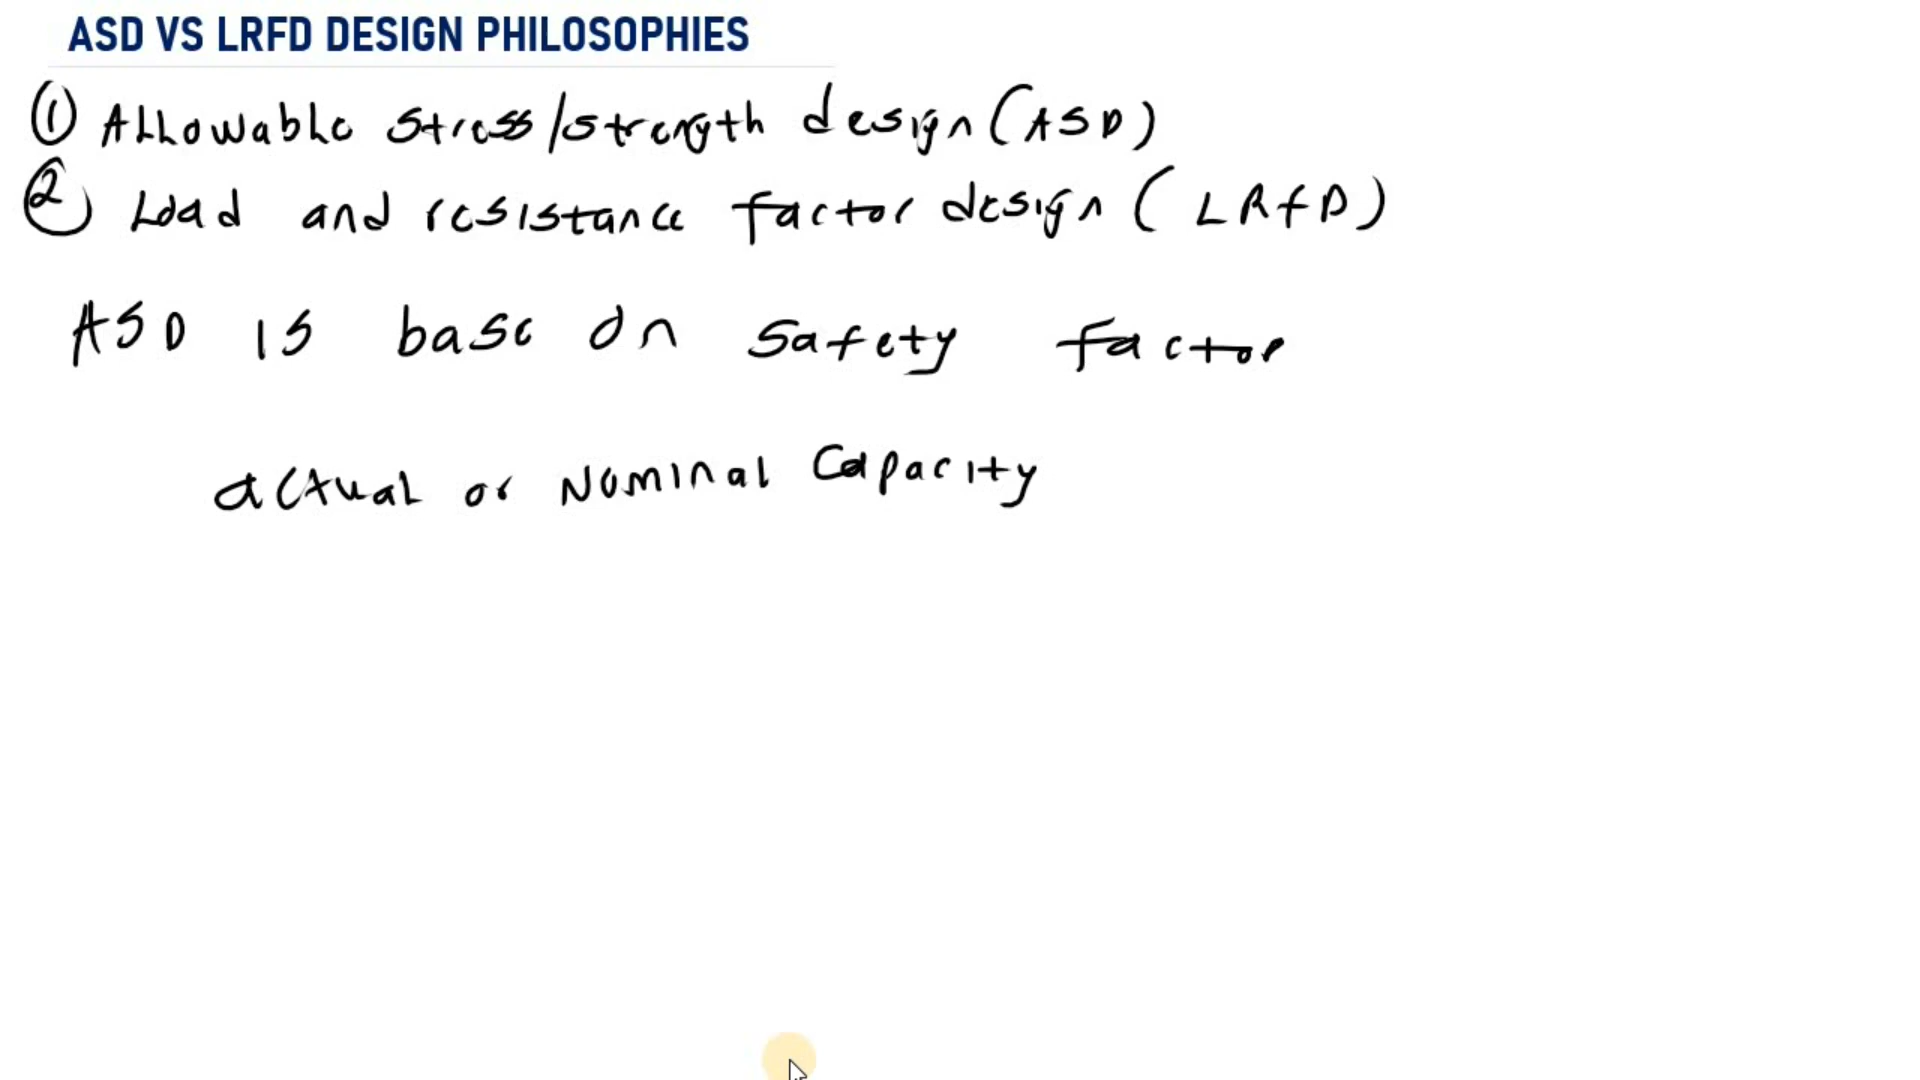 ASD VS LRFD DESIGN PHILOSOPHIES
① Allowable stress/strength design (ASD)
② Load and resistance factor design (LRfD)
ASD is base on safety factor
actual or Nominal Capacity